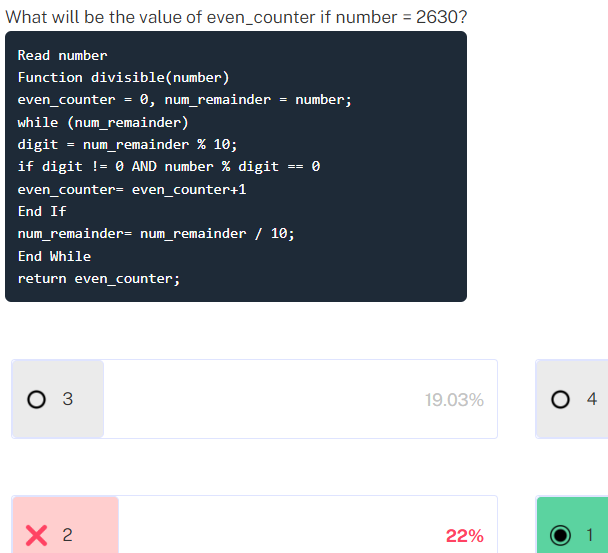 What will be the value of even_counter if number = 2630?
Read number
Function divisible(number)
even_counter = 0, num_remainder = number;
while (num_remainder)
digit = num_remainder % 10;
if digit != 0 AND number % digit == 0
even_counter= even_counter+1
End If
num_remainder= num_remainder / 10;
End While
return even_counter;
3 19.03% 4
2 22% 1